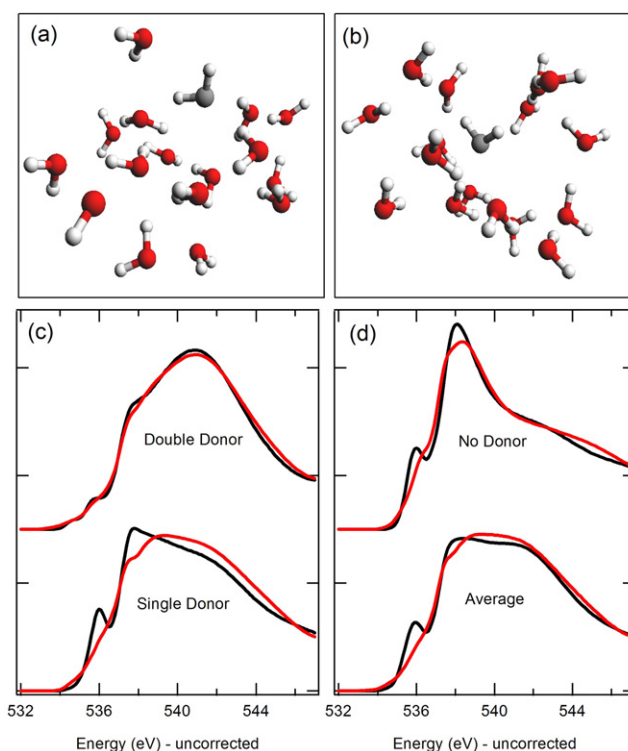 (a)
(b)
(c)
Double Donor
Single Donor
532
536
540
544
Energy (eV) - uncorrected
(d)
No Donor
Average
532
536
540
544
Energy (eV) - uncorrected